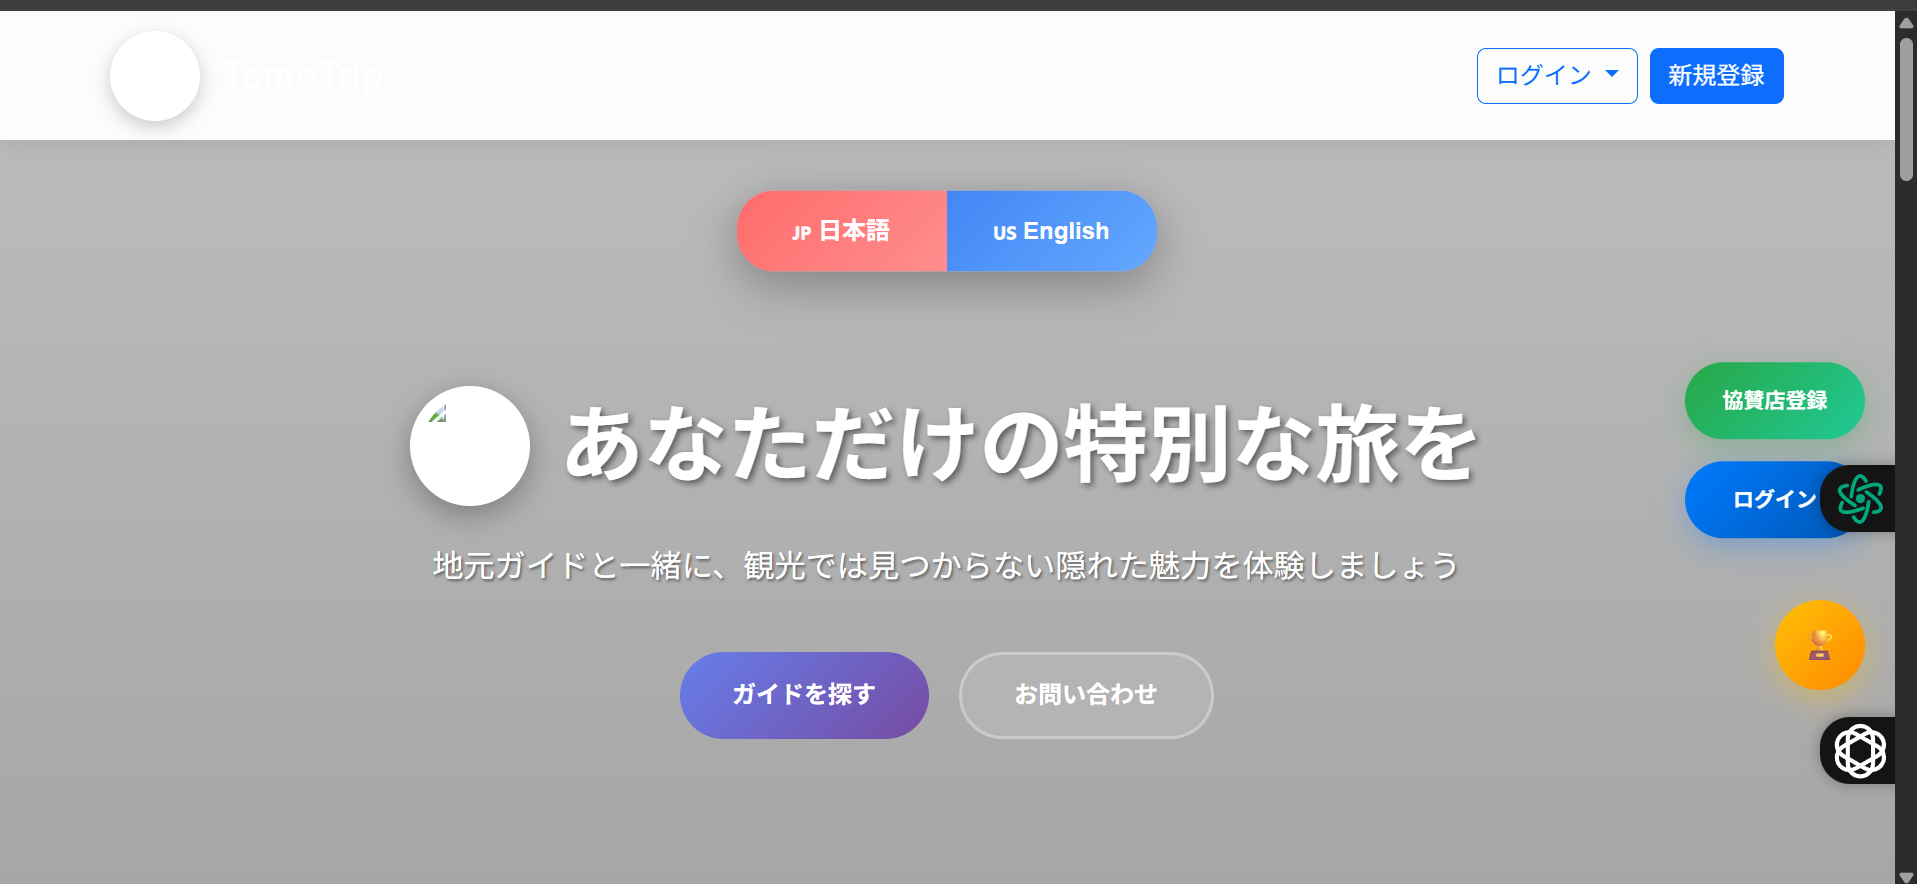 TomoTrip
ログイン
新規登録
JP 日本語
US English
あなただけの特別な旅を
地元ガイドと一緒に、観光では見つからない隠れた魅力を体験しましょう
ガイドを探す
お問い合わせ
協賛店登録
ログイン